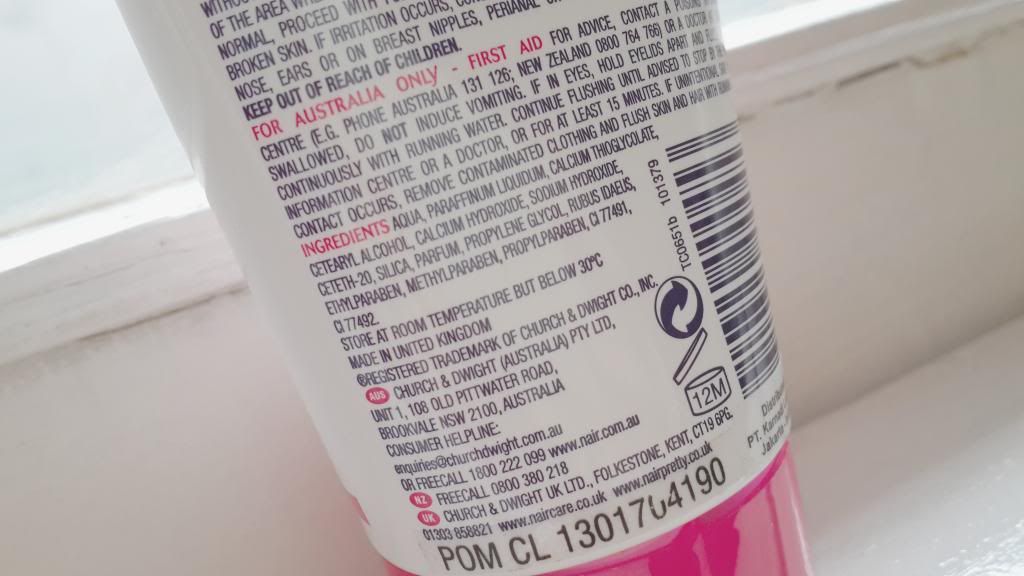 OF THE AREA
NORMAL, PROCEED WITH
BROKEN SKIN. IF IRRITATION OCCURS,
NOSE, EARS OR ON BREAST NIPPLES, PERIANAL
KEEP OUT OF REACH OF CHILDREN.
FOR AUSTRALIA ONLY - FIRST AID FOR ADVICE, CONTACT A POISONS
CENTRE (E.G. PHONE AUSTRALIA 131 126; NEW ZEALAND 0800 764 766) OR A DOCTOR
SWALLOWED, DO NOT INDUCE VOMITING. IF IN EYES, HOLD EYELIDS APART AND
CONTINUOUSLY WITH RUNNING WATER. CONTINUE FLUSHING UNTIL ADVISED TO STOP BY
INFORMATION CENTRE OR A DOCTOR, OR FOR AT LEAST 15 MINUTES. IF UNINTENTIONAL
CONTACT OCCURS, REMOVE CONTAMINATED CLOTHING AND FLUSH SKIN AND HAIR WITH
INGREDIENTS AQUA, PARAFFINUM LIQUIDUM, CALCIUM THIOGLYCOLATE,
CETEARYL ALCOHOL, CALCIUM HYDROXIDE, SODIUM HYDROXIDE,
CETETH-20, SILICA, PARFUM, PROPYLENE GLYCOL, RUBUS IDAEUS,
ETHYLPARABEN, METHYLPARABEN, PROPYLPARABEN, CI 77491,
CI 77492.
STORE AT ROOM TEMPERATURE BUT BELOW 30ºC
MADE IN UNITED KINGDOM
®REGISTERED TRADEMARK OF CHURCH & DWIGHT CO., INC.
AUS CHURCH & DWIGHT (AUSTRALIA) PTY LTD,
UNIT 1, 108 OLD PITTWATER ROAD,
BROOKVALE NSW 2100, AUSTRALIA
CONSUMER HELPLINE:
enquiries@churchdwight.com.au
OR FREECALL 1800 222 099 www.nair.com.au
NZ FREECALL 0800 380 218
UK CHURCH & DWIGHT UK LTD., FOLKESTONE, KENT, CT19 6PG.
01303 858821 www.naircare.co.uk www.nairpretty.co.uk
POM CL 1301704190
TC0651b 101379
12M
PT.
Jakarta